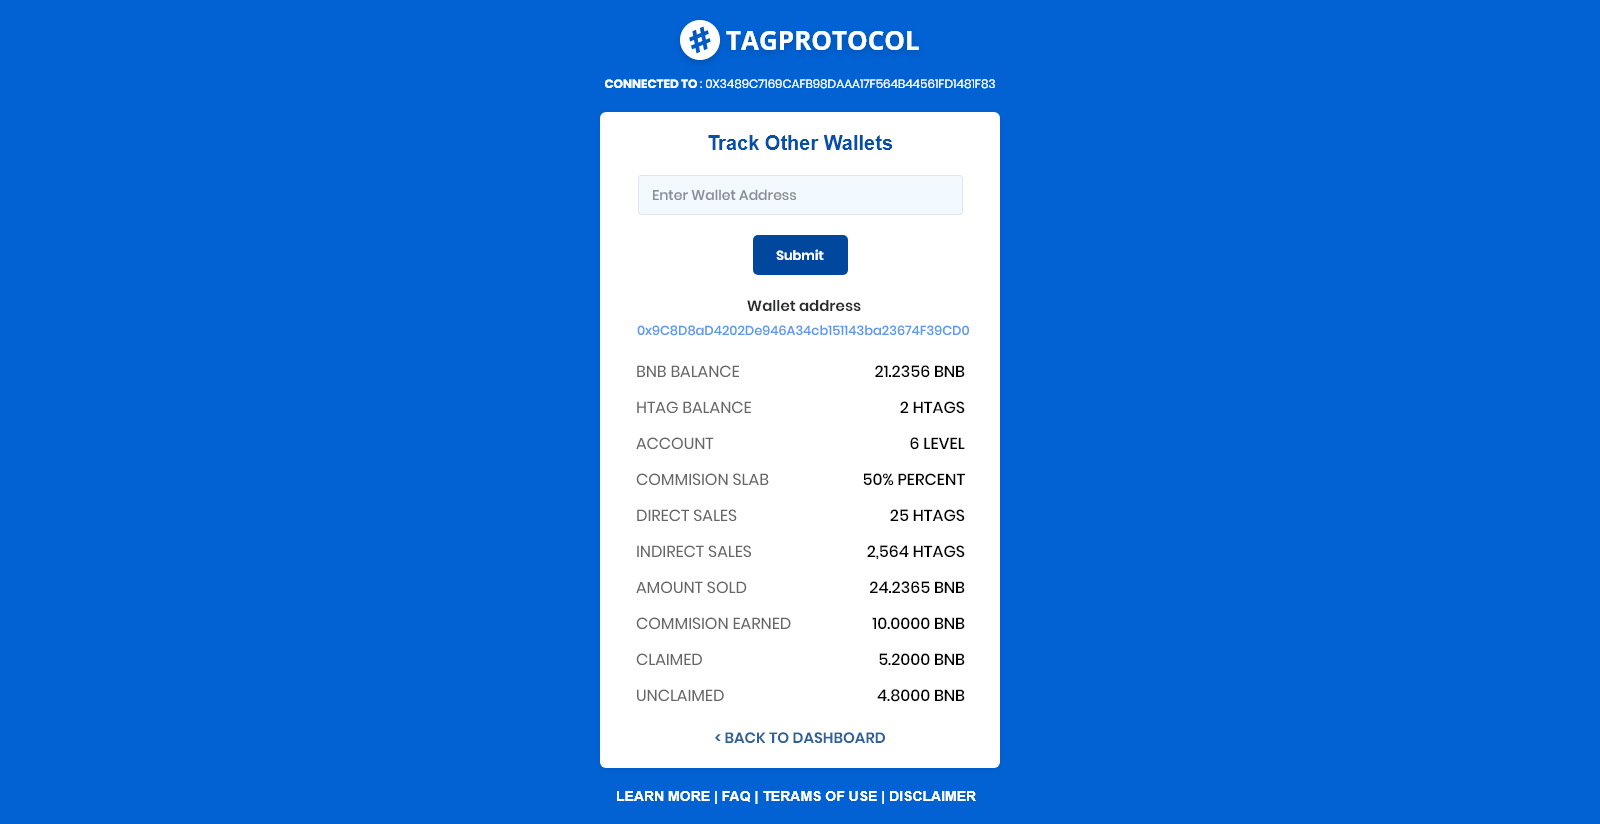 # TAGPROTOCOL
CONNECTED TO : 0X3489C7169CAFB98DAAA17F564B44561FD1481F83
Track Other Wallets
Enter Wallet Address
Submit
Wallet address
0x9C8D8aD4202De946A34cb151143ba23674F39CD0
BNB BALANCE 21.2356 BNB
HTAG BALANCE 2 HTAGS
ACCOUNT 6 LEVEL
COMMISION SLAB 50% PERCENT
DIRECT SALES 25 HTAGS
INDIRECT SALES 2,564 HTAGS
AMOUNT SOLD 24.2365 BNB
COMMISION EARNED 10.0000 BNB
CLAIMED 5.2000 BNB
UNCLAIMED 4.8000 BNB
< BACK TO DASHBOARD
LEARN MORE | FAQ | TERAMS OF USE | DISCLAIMER